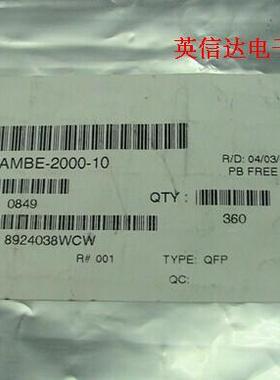 英信达电子
AMBE-2000-10
R/D: 04/03/
PB FREE
0849
QTY :
360
8924038WCW
R# 001
TYPE: QFP
QC: